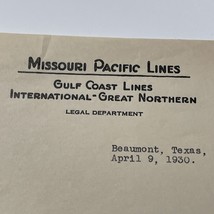 Missouri Pacific Lines
Gulf Coast Lines
International-Great Northern
LEGAL DEPARTMENT
Beaumont, Texas,
April 9, 1930.